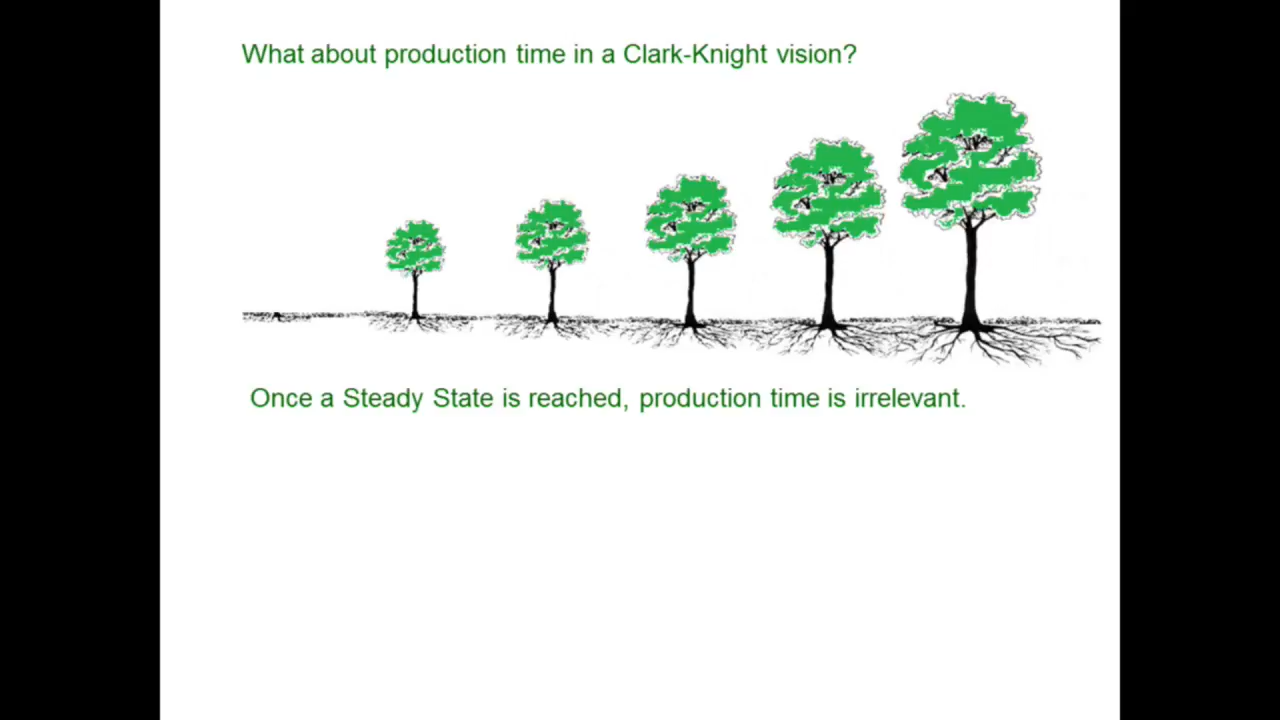 What about production time in a Clark-Knight vision?
Once a Steady State is reached, production time is irrelevant.